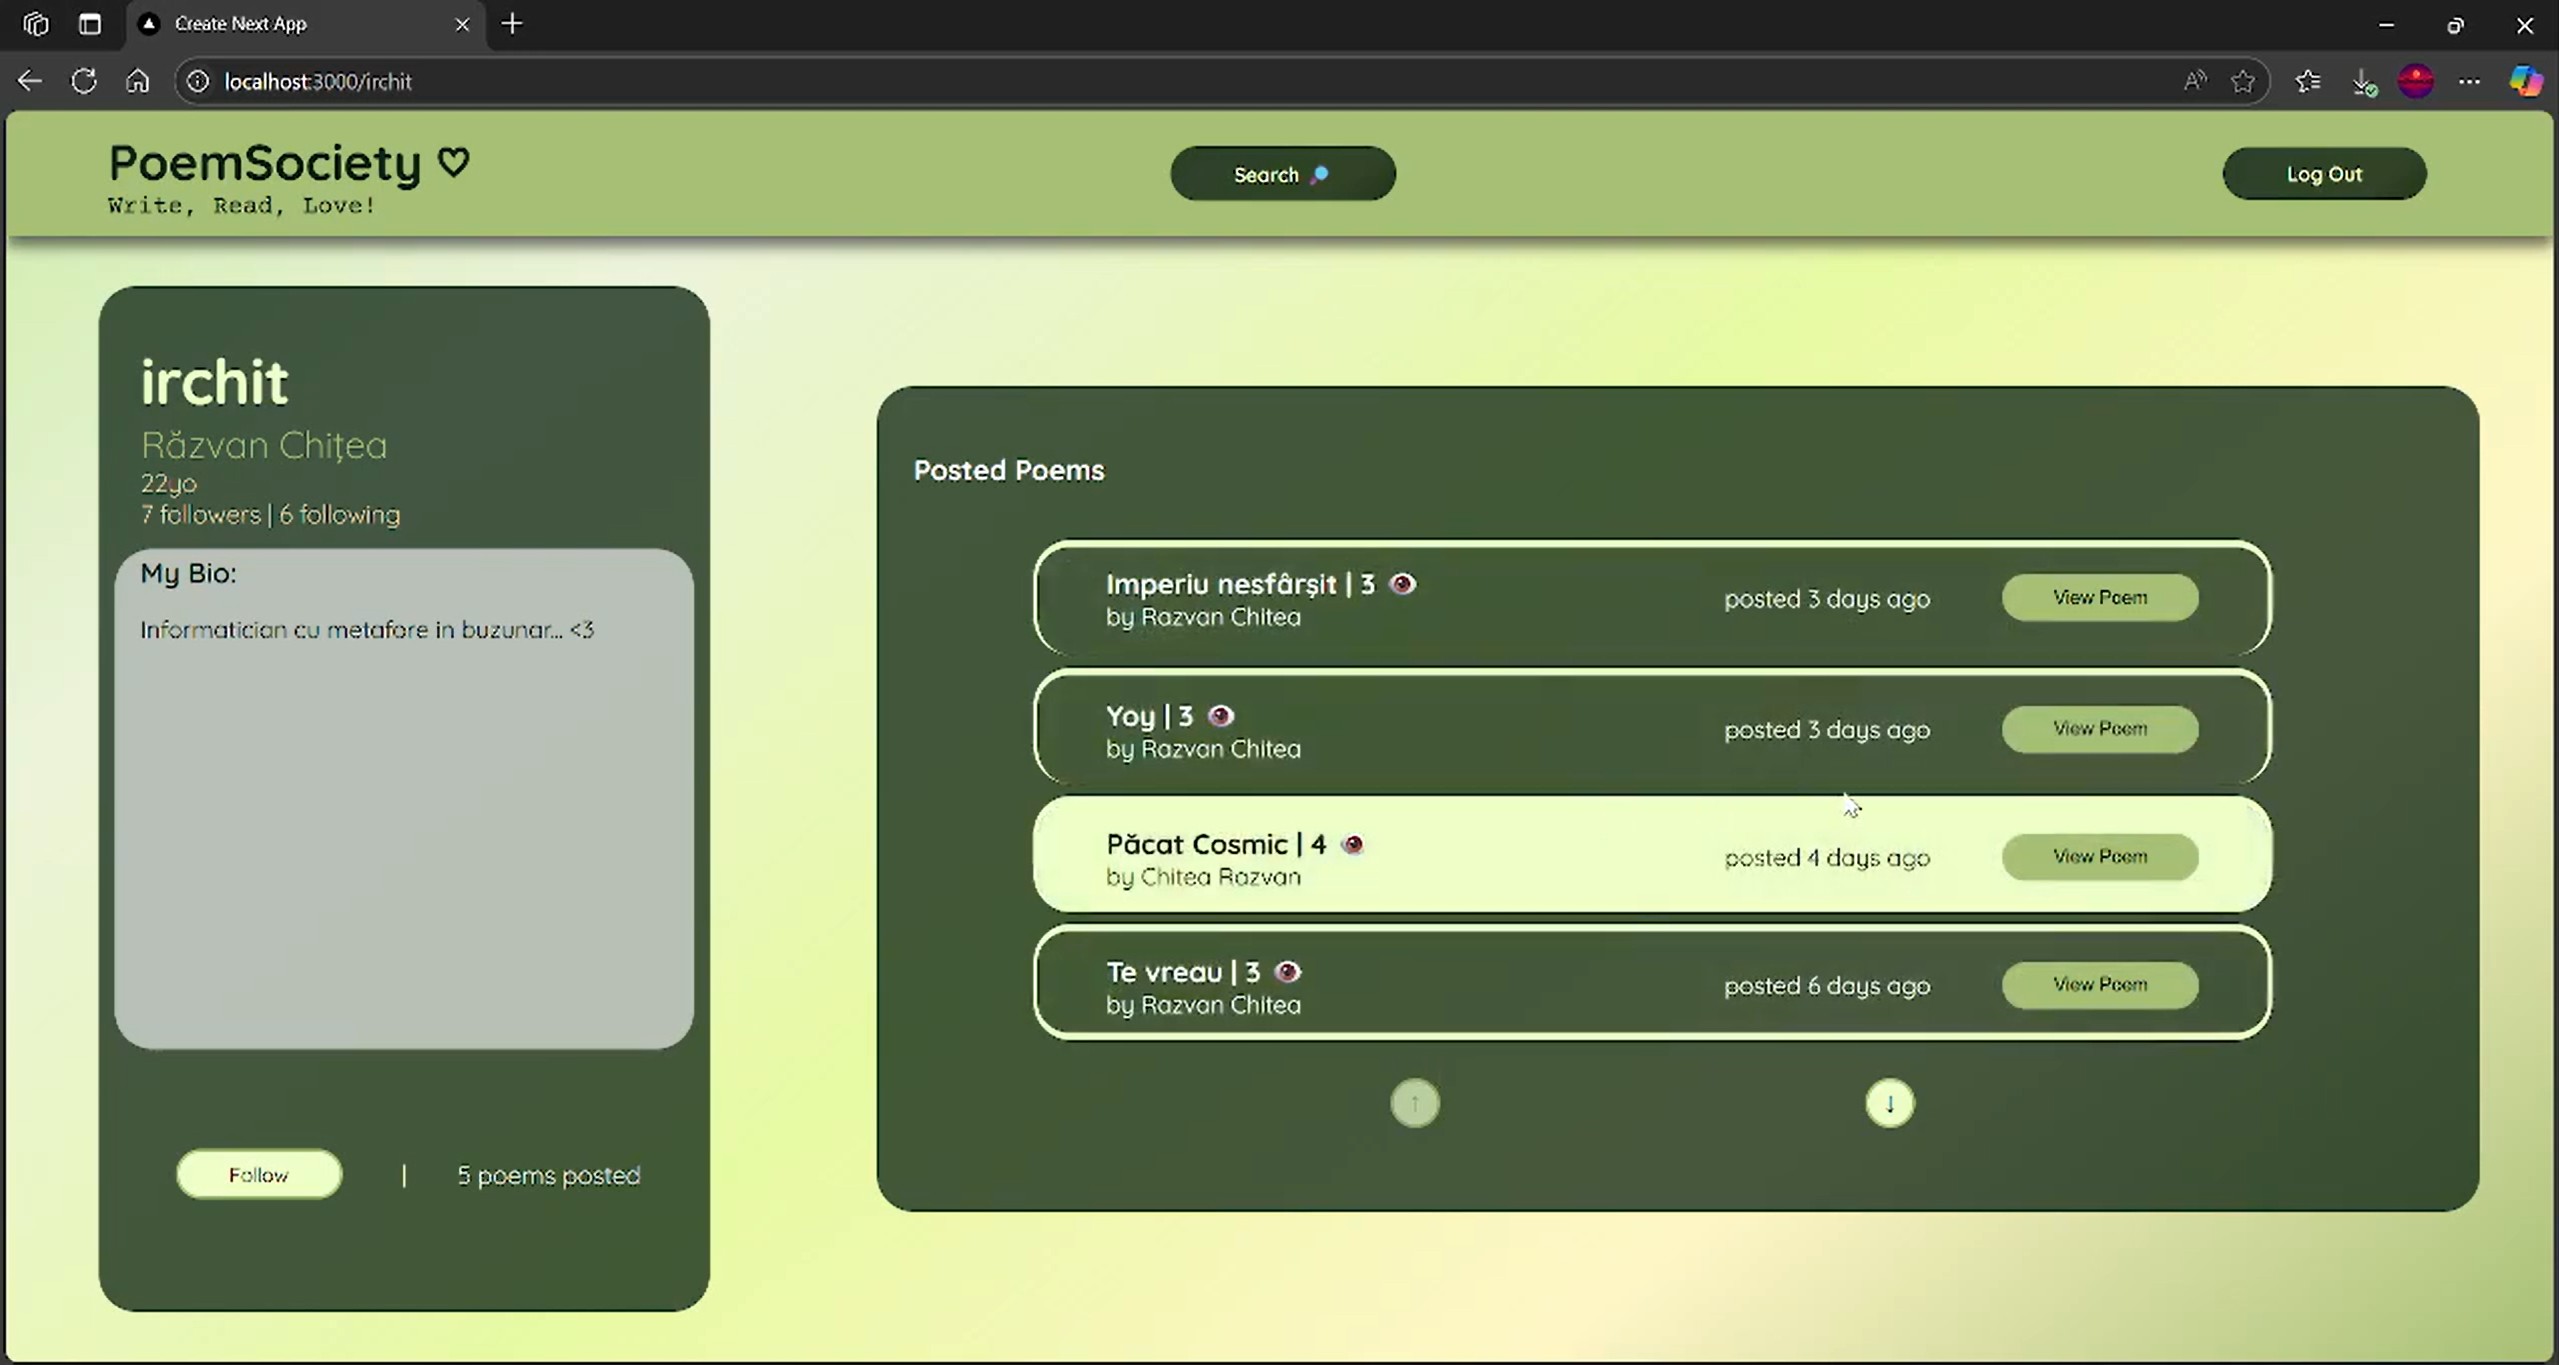 Create Next App
localhost:3000/irchit
PoemSociety ♡
Write, Read, Love!
Search
Log Out
irchit
Răzvan Chițea
22yo
7 followers | 6 following
My Bio:
Informatician cu metafore in buzunar... <3
Follow
|
5 poems posted
Posted Poems
Imperiu nesfârșit | 3
by Razvan Chitea
posted 3 days ago
View Poem
Yoy | 3
by Razvan Chitea
posted 3 days ago
View Poem
Păcat Cosmic | 4
by Chitea Razvan
posted 4 days ago
View Poem
Te vreau | 3
by Razvan Chitea
posted 6 days ago
View Poem
↑
↓